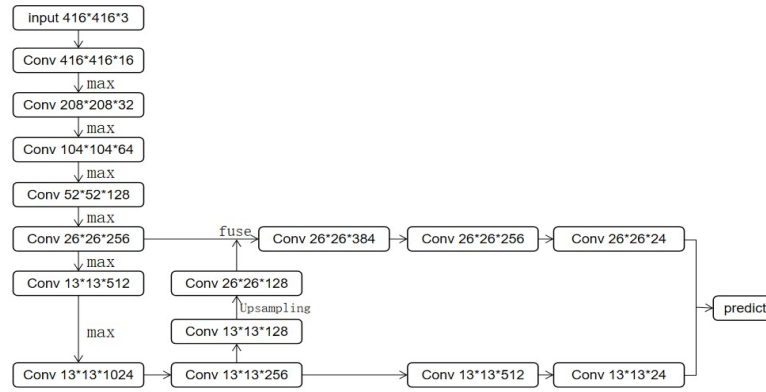 input 416*416*3
Conv 416*416*16
max
Conv 208*208*32
max
Conv 104*104*64
max
Conv 52*52*128
max
Conv 26*26*256
fuse
Conv 26*26*384
Conv 26*26*256
Conv 26*26*24
max
Conv 13*13*512
Conv 26*26*128
Upsampling
predict
max
Conv 13*13*128
Conv 13*13*1024
Conv 13*13*256
Conv 13*13*512
Conv 13*13*24